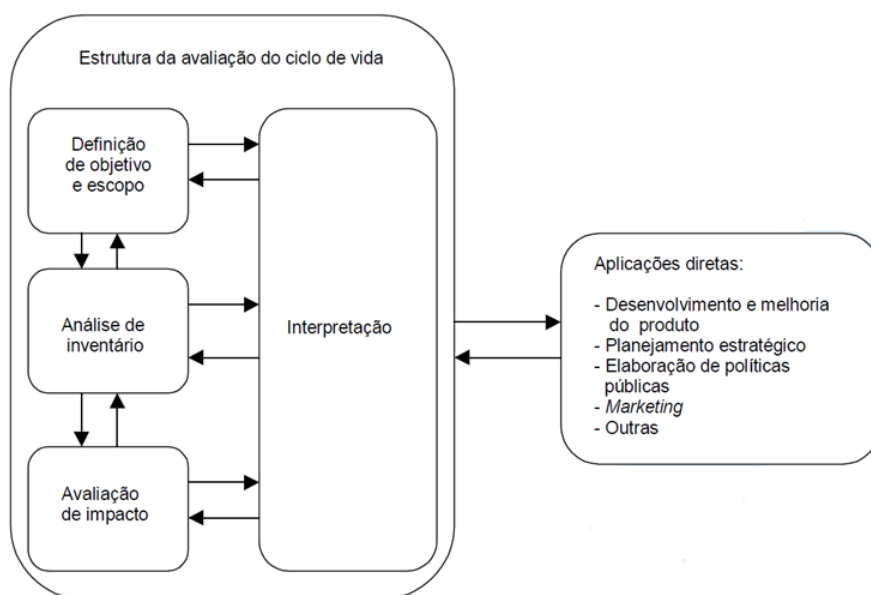 Estrutura da avaliação do ciclo de vida
Definição
de objetivo
e escopo
Análise de
inventário
Avaliação
de impacto
Interpretação
Aplicações diretas:
- Desenvolvimento e melhoria
do produto
- Planejamento estratégico
- Elaboração de políticas
públicas
- Marketing
- Outras